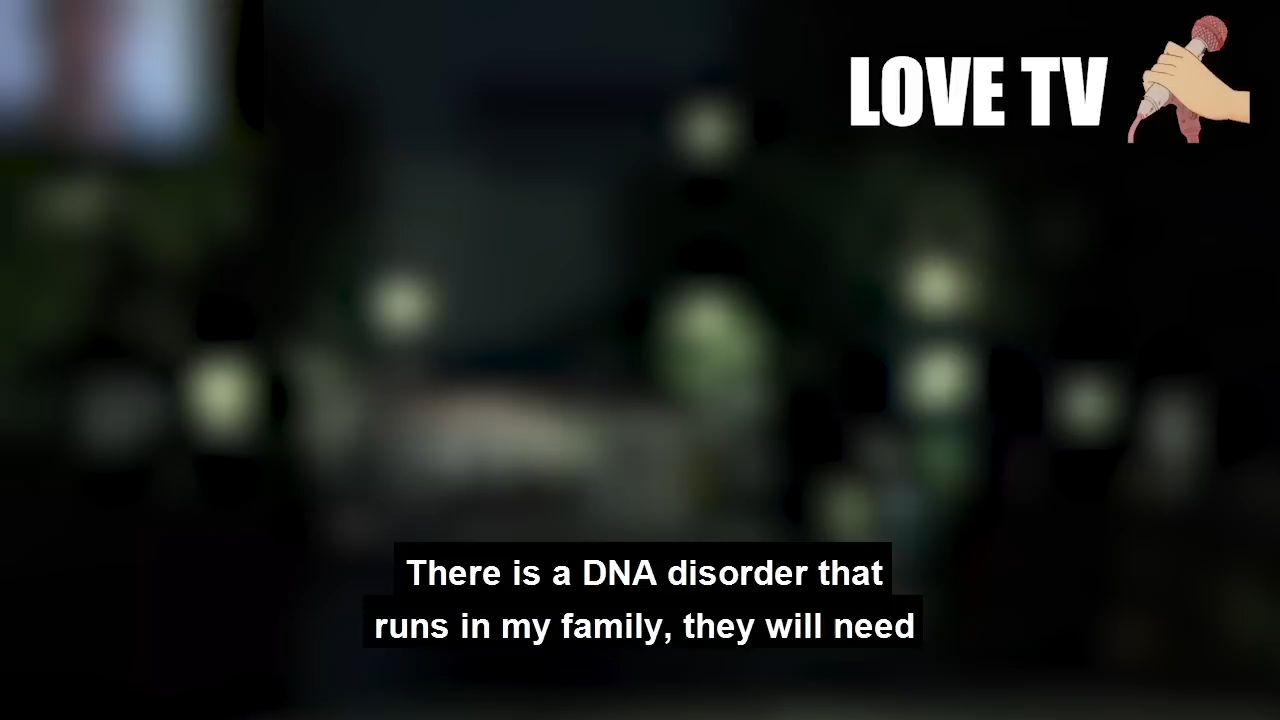 LOVE TV
There is a DNA disorder that
runs in my family, they will need